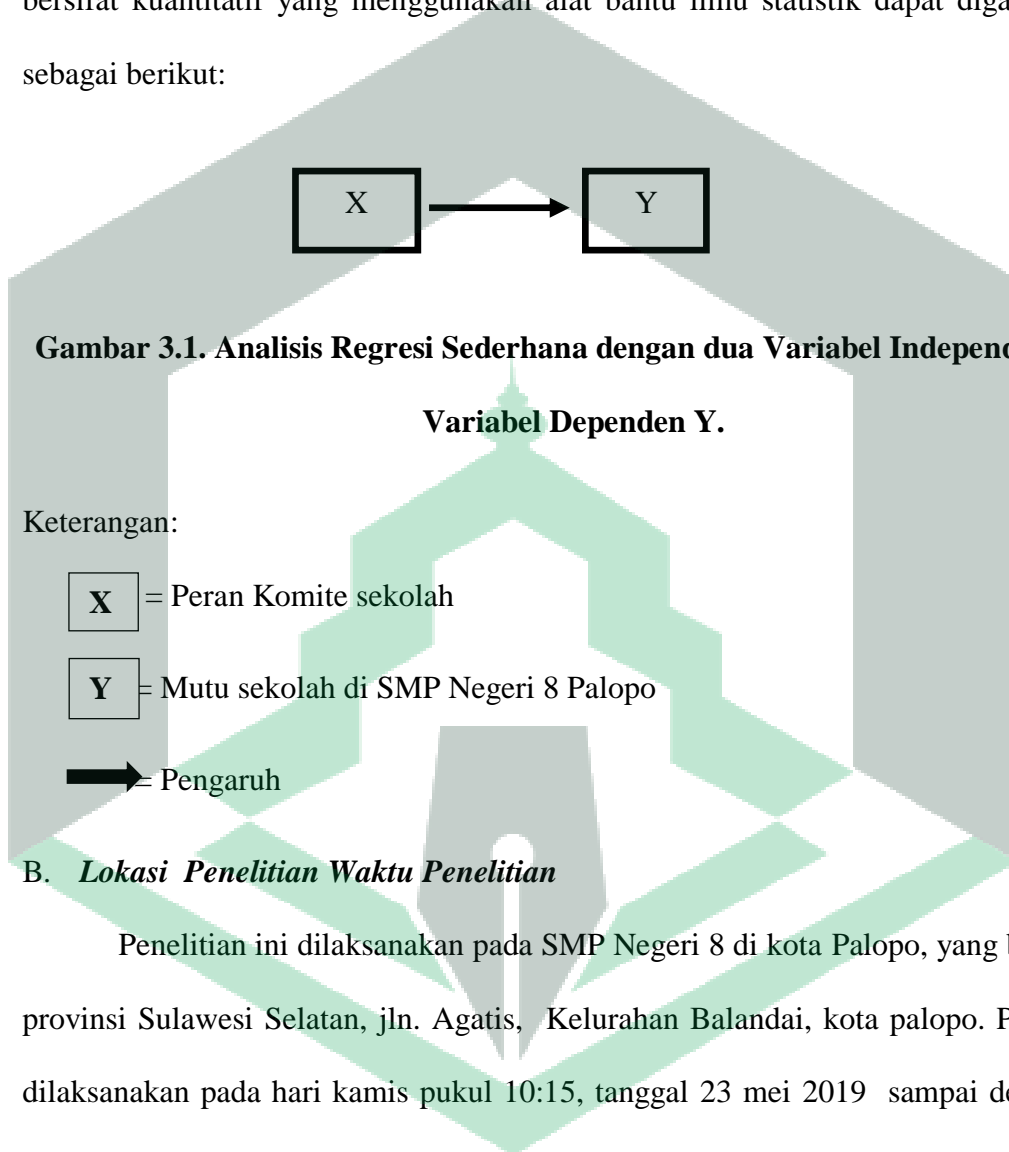 bersifat kuantitatif yang menggunakan alat bantu ilmu statistik dapat diga
sebagai berikut:
X Y
Gambar 3.1. Analisis Regresi Sederhana dengan dua Variabel Independ
Variabel Dependen Y.
Keterangan:
X = Peran Komite sekolah
Y = Mutu sekolah di SMP Negeri 8 Palopo
= Pengaruh
B. Lokasi Penelitian Waktu Penelitian
Penelitian ini dilaksanakan pada SMP Negeri 8 di kota Palopo, yang b
provinsi Sulawesi Selatan, jln. Agatis, Kelurahan Balandai, kota palopo. P
dilaksanakan pada hari kamis pukul 10:15, tanggal 23 mei 2019 sampai de